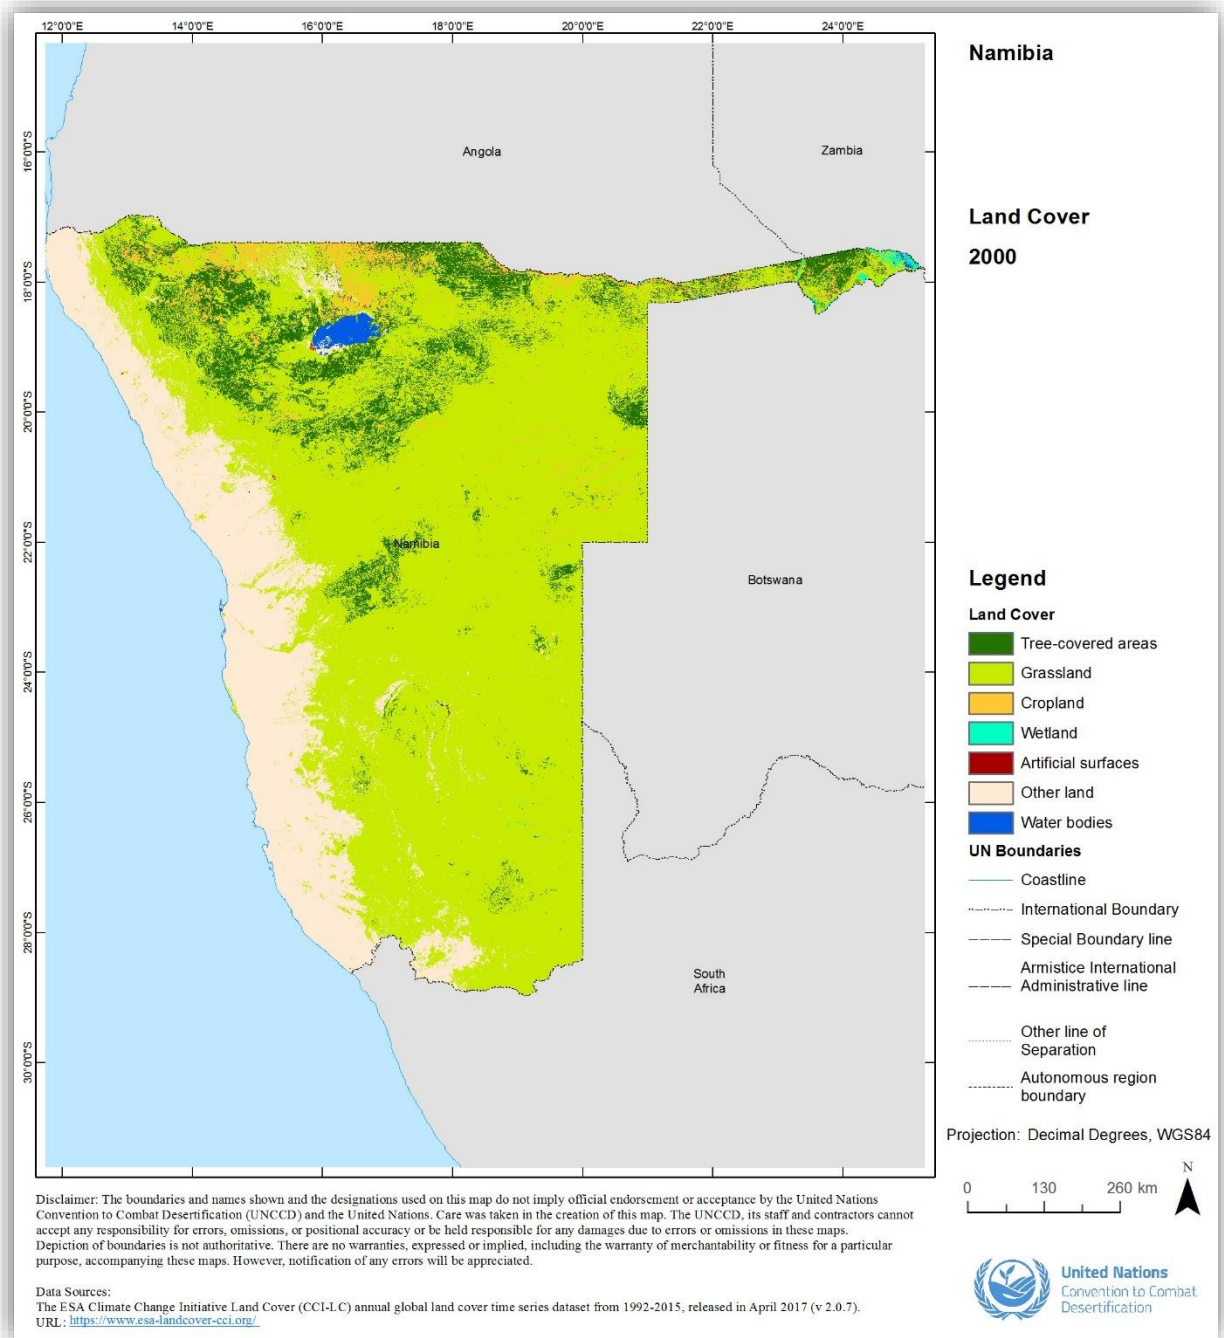 12°0'0"E 14°0'0"E 16°0'0"E 18°0'0"E 20°0'0"E 22°0'0"E 24°0'0"E
16°0'0"S
18°0'0"S
20°0'0"S
22°0'0"S
24°0'0"S
26°0'0"S
28°0'0"S
30°0'0"S
Angola
Zambia
Namibia
Botswana
South
Africa
Namibia
Land Cover
2000
Legend
Land Cover
Tree-covered areas
Grassland
Cropland
Wetland
Artificial surfaces
Other land
Water bodies
UN Boundaries
Coastline
International Boundary
Special Boundary line
Armistice International
Administrative line
Other line of
Separation
Autonomous region
boundary
Projection: Decimal Degrees, WGS84
N
0 130 260 km
Disclaimer: The boundaries and names shown and the designations used on this map do not imply official endorsement or acceptance by the United Nations
Convention to Combat Desertification (UNCCD) and the United Nations. Care was taken in the creation of this map. The UNCCD, its staff and contractors cannot
accept any responsibility for errors, omissions, or positional accuracy or be held responsible for any damages due to errors or omissions in these maps.
Depiction of boundaries is not authoritative. There are no warranties, expressed or implied, including the warranty of merchantability or fitness for a particular
purpose, accompanying these maps. However, notification of any errors will be appreciated.
Data Sources:
The ESA Climate Change Initiative Land Cover (CCI-LC) annual global land cover time series dataset from 1992-2015, released in April 2017 (v 2.0.7).
URL: https://www.esa-landcover-cci.org/
United Nations
Convention to Combat
Desertification